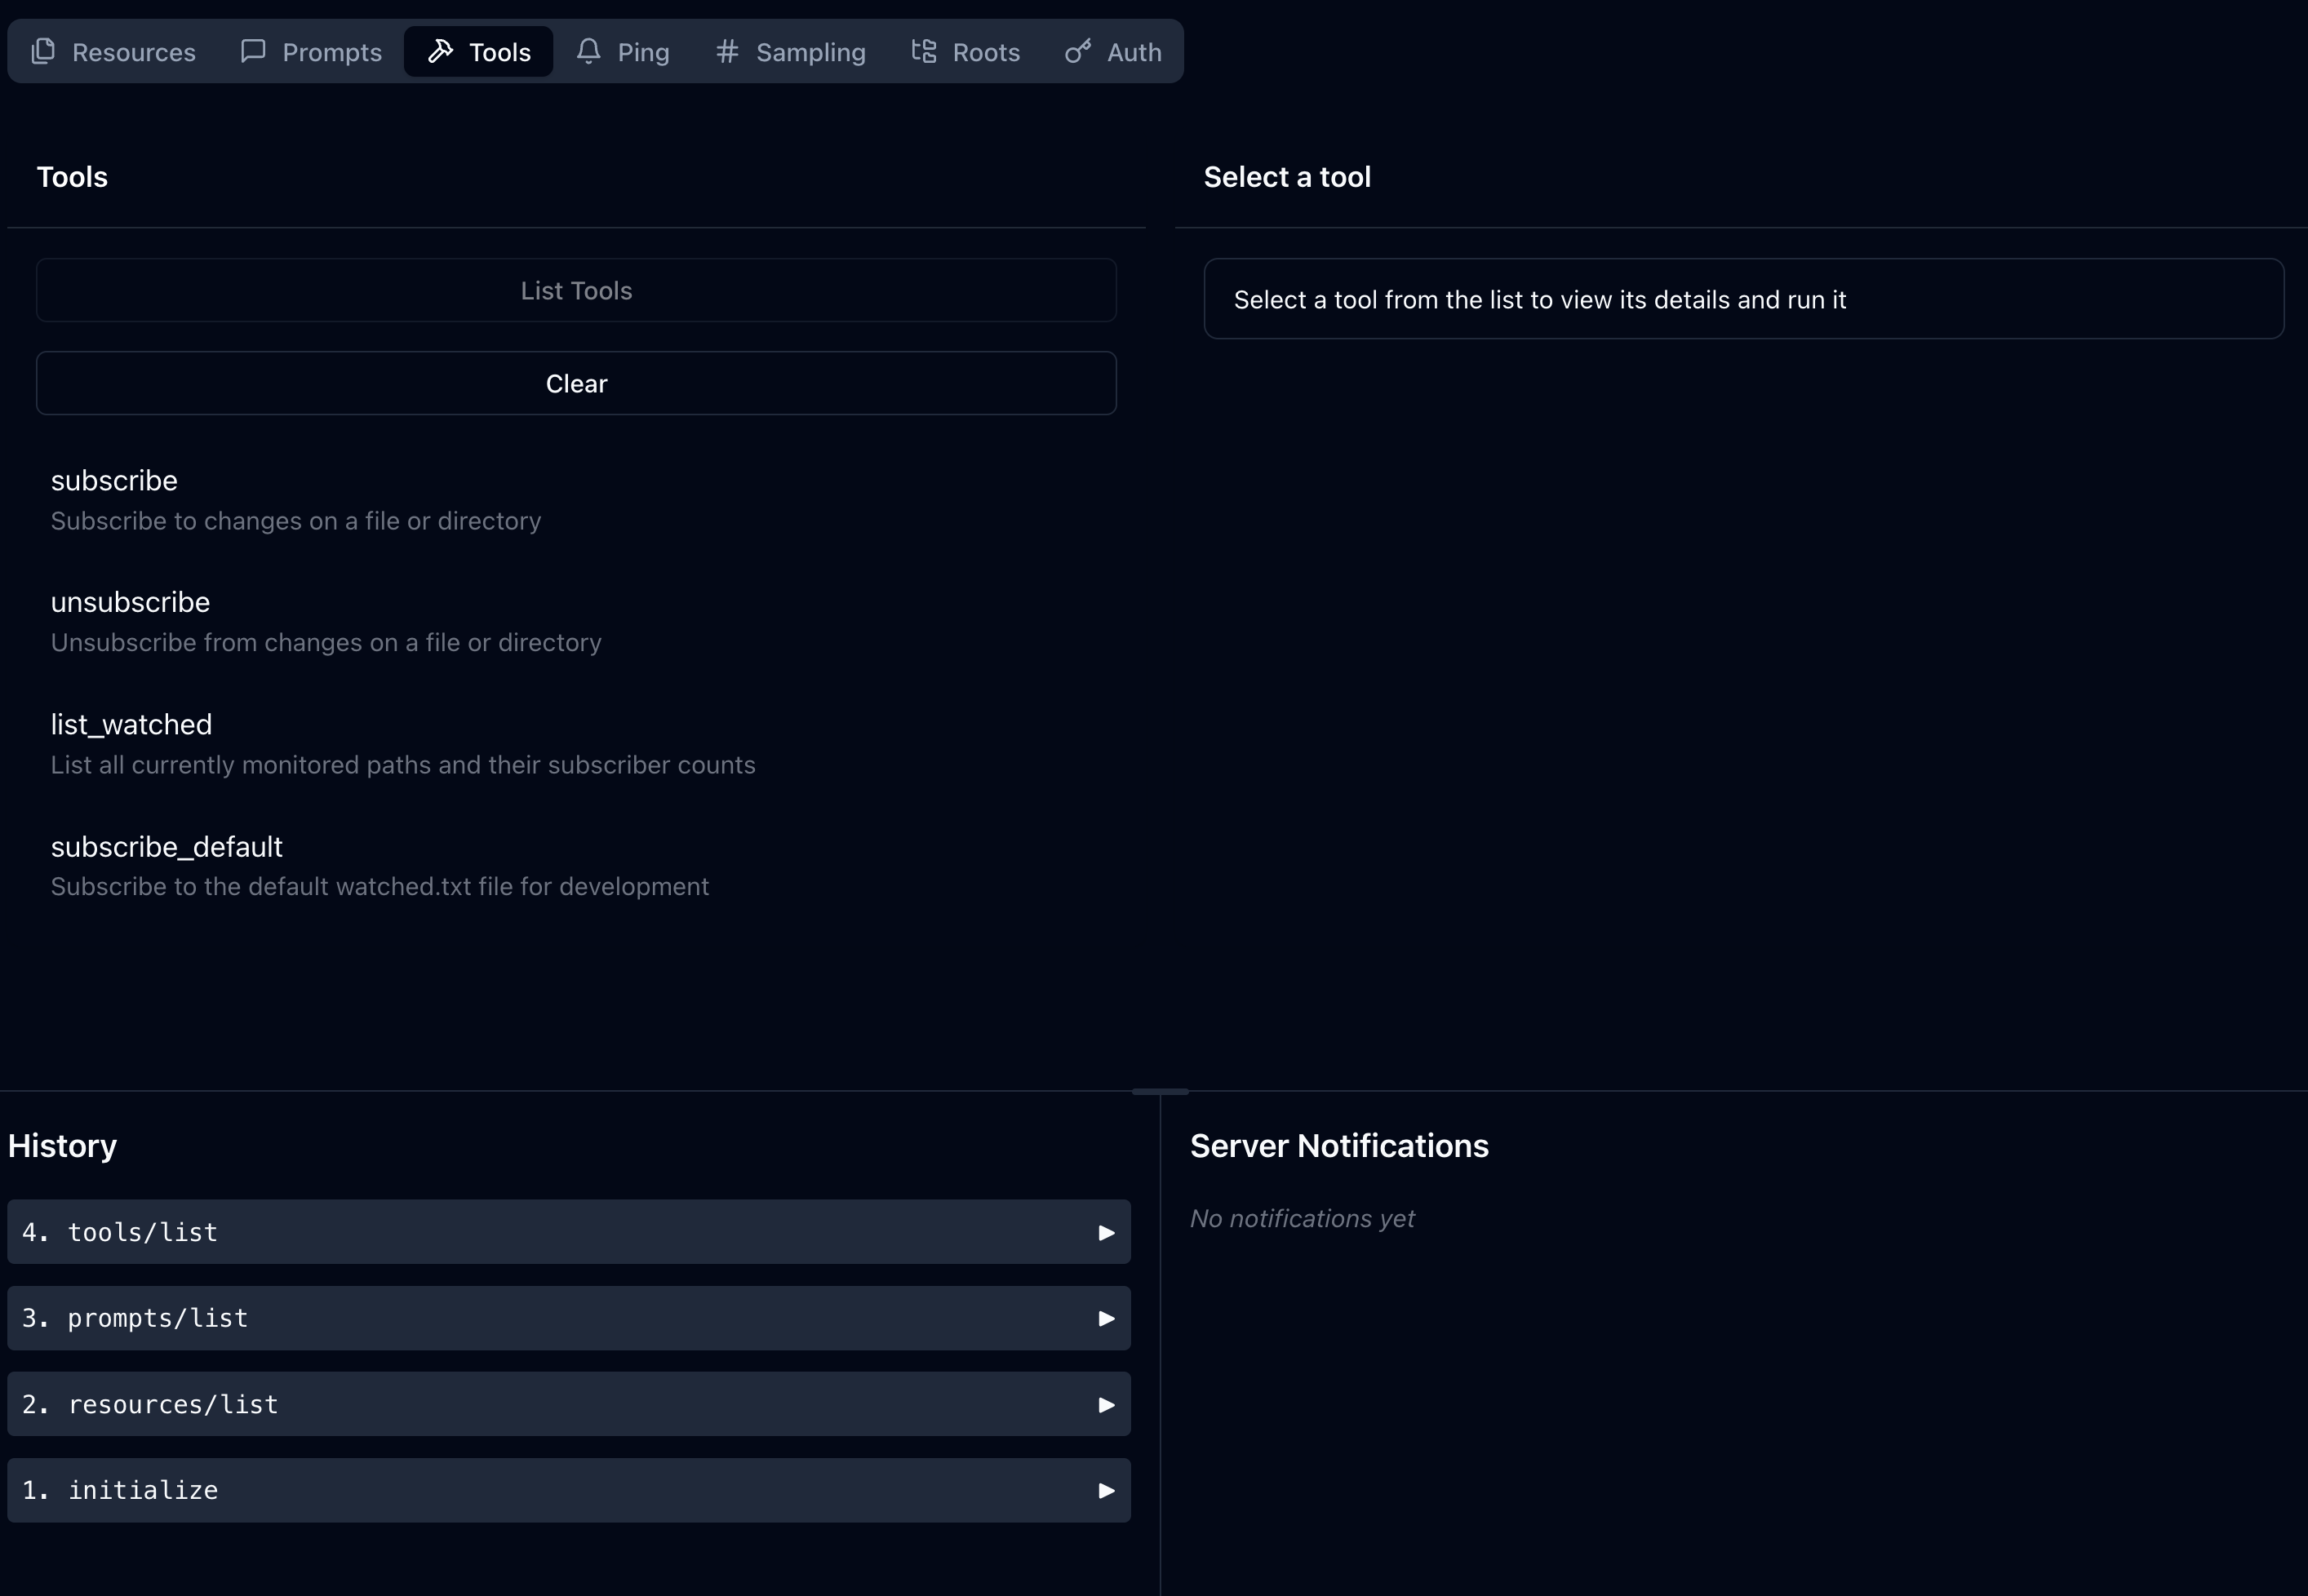 Resources Prompts Tools Ping Sampling Roots Auth
Tools
List Tools
Clear
subscribe
Subscribe to changes on a file or directory
unsubscribe
Unsubscribe from changes on a file or directory
list_watched
List all currently monitored paths and their subscriber counts
subscribe_default
Subscribe to the default watched.txt file for development
Select a tool
Select a tool from the list to view its details and run it
History
4. tools/list
3. prompts/list
2. resources/list
1. initialize
Server Notifications
No notifications yet